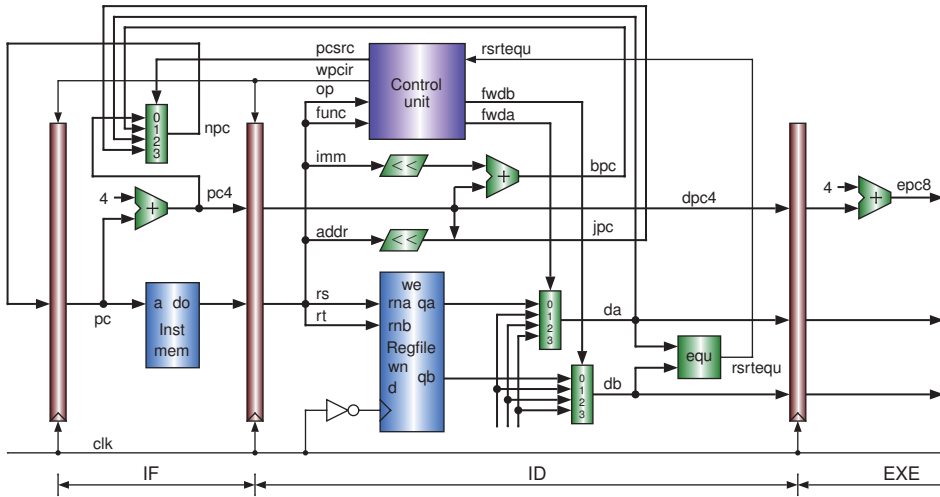 pcsrc
rsrtequ
wpcir
Control
unit
op
fwdb
func
fwda
0
1
2
3
npc
imm
<<
+
bpc
4
+
pc4
dpc4
4
+
epc8
addr
<<
jpc
we
rs
rna qa
rt
rnb
a do
pc
Inst
mem
Regfile
wn
d
qb
0
1
2
3
da
equ
rsrtequ
0
1
2
3
db
clk
IF
ID
EXE